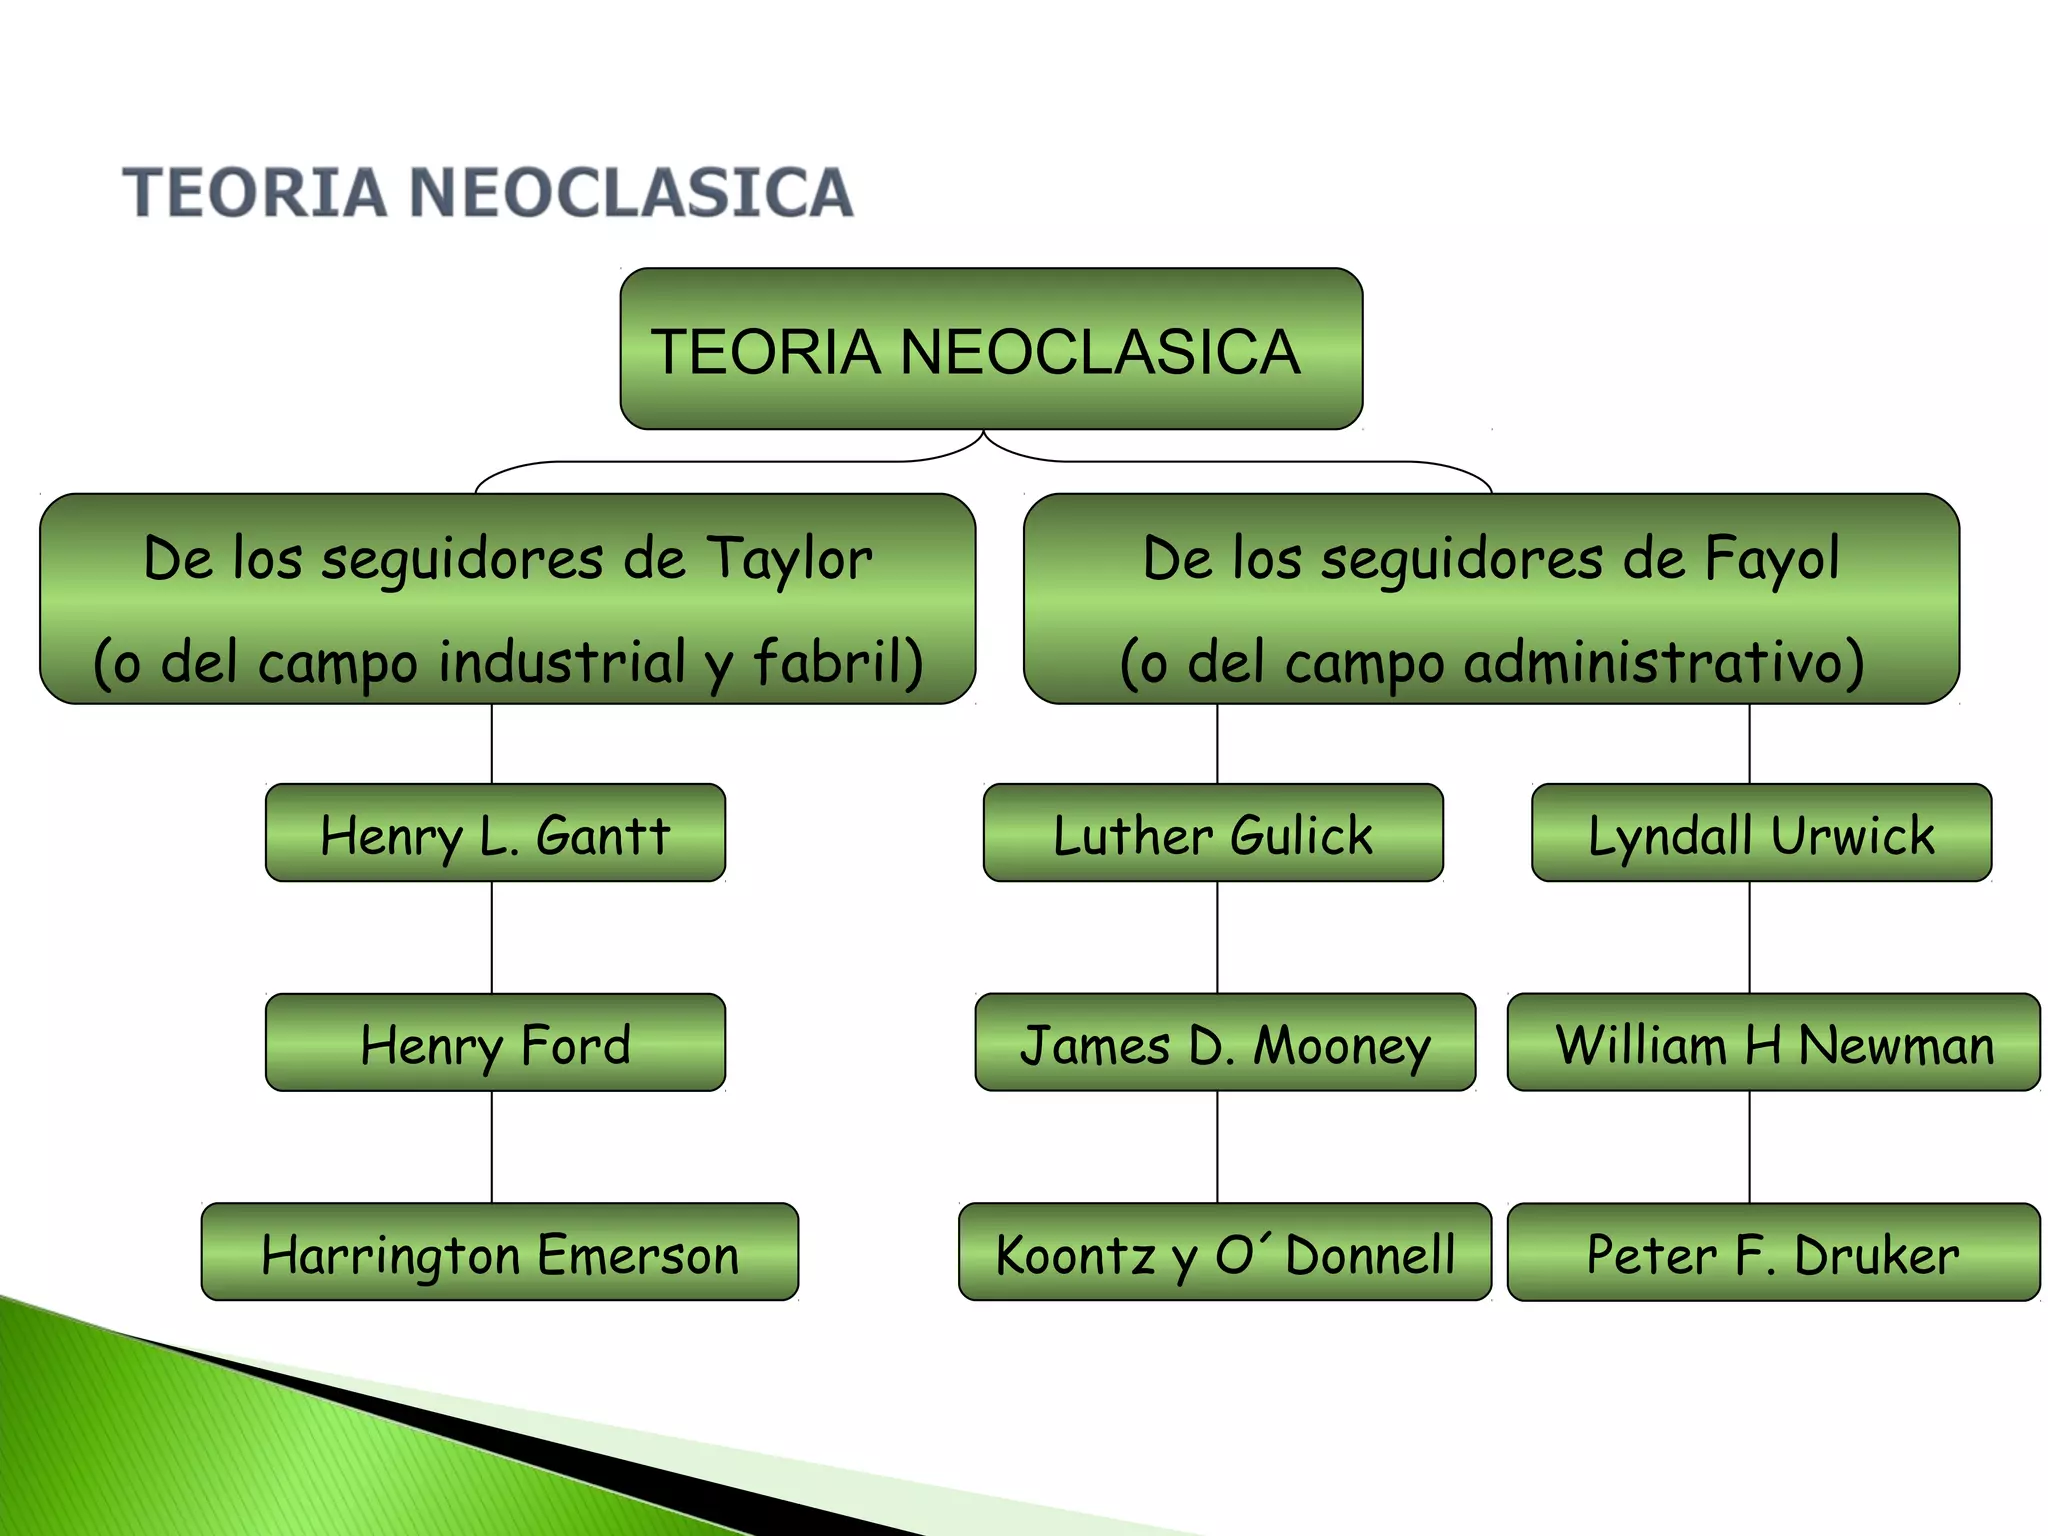 TEORIA NEOCLASICA
TEORIA NEOCLASICA
De los seguidores de Taylor
(o del campo industrial y fabril)
De los seguidores de Fayol
(o del campo administrativo)
Henry L. Gantt
Luther Gulick
Lyndall Urwick
Henry Ford
James D. Mooney
William H Newman
Harrington Emerson
Koontz y O´Donnell
Peter F. Druker